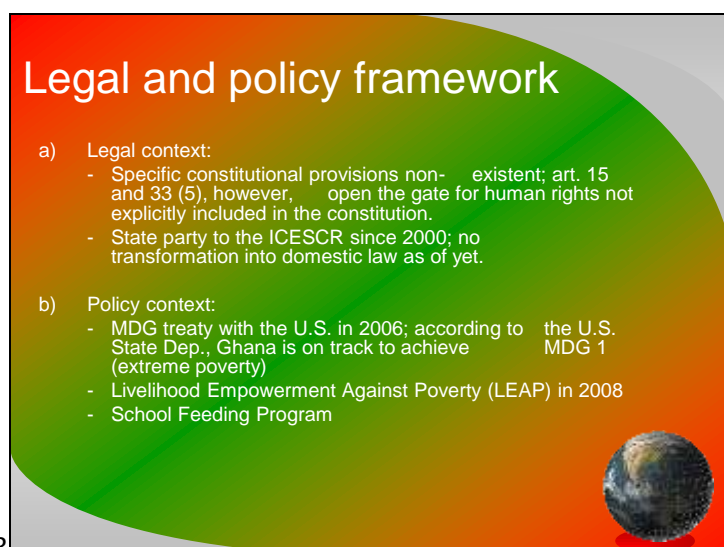 Legal and policy framework
a) Legal context:
- Specific constitutional provisions non- existent; art. 15
and 33 (5), however, open the gate for human rights not
explicitly included in the constitution.
- State party to the ICESCR since 2000; no
transformation into domestic law as of yet.
b) Policy context:
- MDG treaty with the U.S. in 2006; according to the U.S.
State Dep., Ghana is on track to achieve MDG 1
(extreme poverty)
- Livelihood Empowerment Against Poverty (LEAP) in 2008
- School Feeding Program